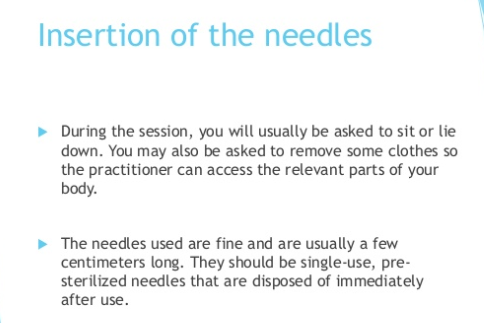 Insertion of the needles
During the session, you will usually be asked to sit or lie
down. You may also be asked to remove some clothes so
the practitioner can access the relevant parts of your
body.
The needles used are fine and are usually a few
centimeters long. They should be single-use, pre-
sterilized needles that are disposed of immediately
after use.